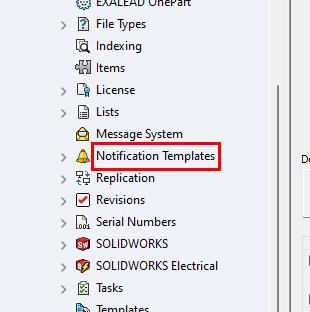 EXALEAD OnePart
File Types
Indexing
Items
License
Lists
Message System
Notification Templates
Replication
Revisions
Serial Numbers
SOLIDWORKS
SOLIDWORKS Electrical
Tasks
Templates